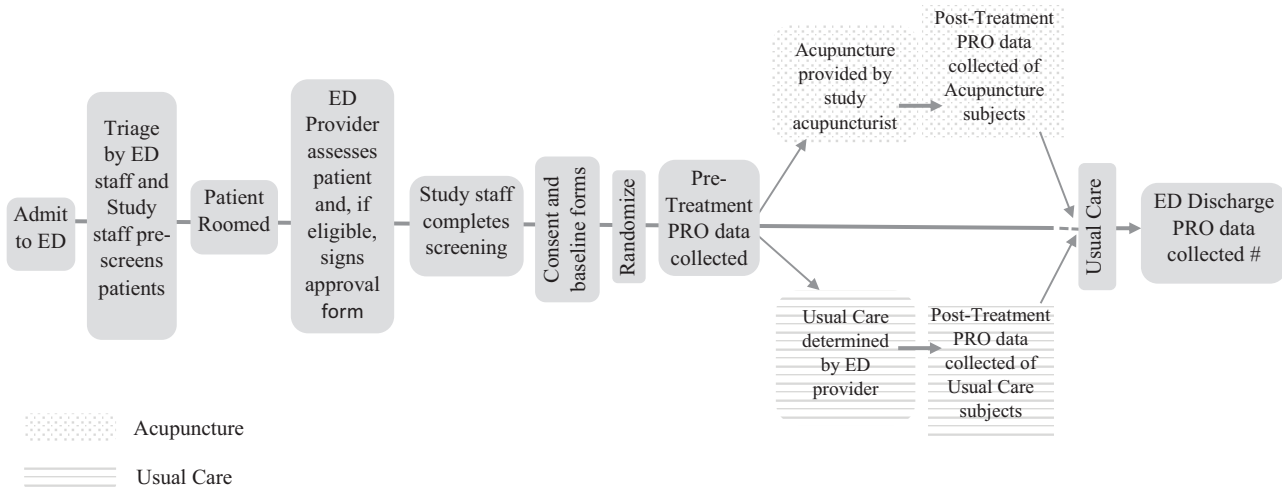 Admit
to ED
Triage
by ED
staff and
Study
staff pre-
screens
patients
Patient
Roomed
ED
Provider
assesses
patient
and, if
eligible,
signs
approval
form
Study staff
completes
screening
Consent and
baseline forms
Randomize
Pre-
Treatment
PRO data
collected
Acupuncture
provided by
study
acupuncturist
Post-Treatment
PRO data
collected of
Acupuncture
subjects
Usual Care
determined
by ED
provider
Post-Treatment
PRO data
collected of
Usual Care
subjects
Usual Care
ED Discharge
PRO data
collected #
Acupuncture
Usual Care